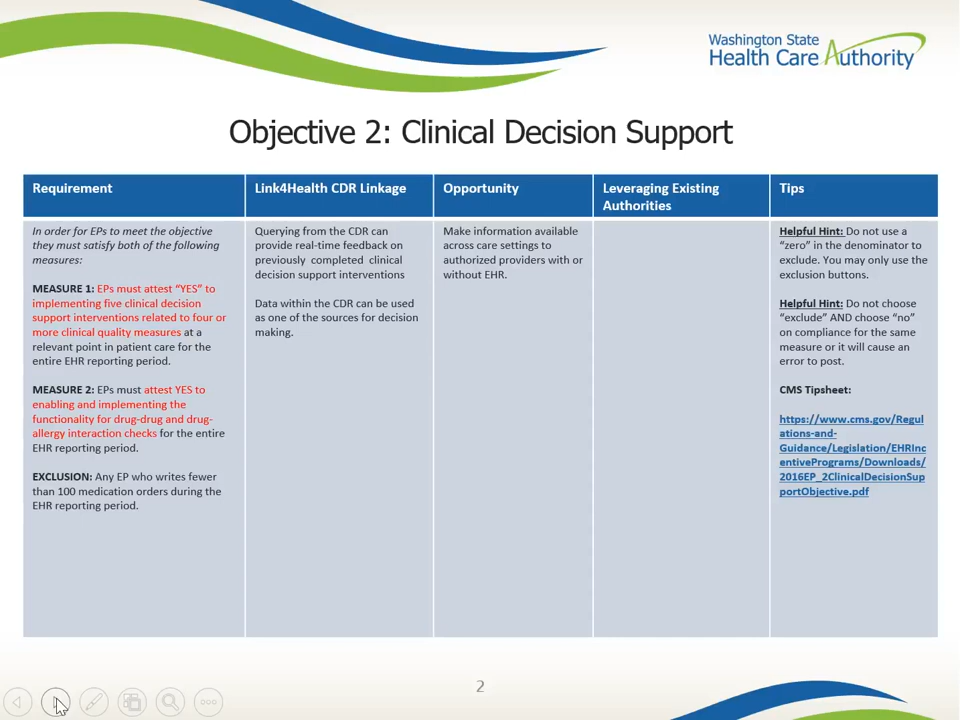 Washington State
Health Care Authority
Objective 2: Clinical Decision Support
Requirement
Link4Health CDR Linkage
Opportunity
Leveraging Existing
Authorities
Tips
In order for EPs to meet the objective
they must satisfy both of the following
measures:
MEASURE 1: EPs must attest “YES” to
implementing five clinical decision
support interventions related to four or
more clinical quality measures at a
relevant point in patient care for the
entire EHR reporting period.
MEASURE 2: EPs must attest YES to
enabling and implementing the
functionality for drug-drug and drug-
allergy interaction checks for the entire
EHR reporting period.
EXCLUSION: Any EP who writes fewer
than 100 medication orders during the
EHR reporting period.
Querying from the CDR can
provide real-time feedback on
previously completed clinical
decision support interventions
Data within the CDR can be used
as one of the sources for decision
making.
Make information available
across care settings to
authorized providers with or
without EHR.
Helpful Hint: Do not use a
“zero” in the denominator to
exclude. You may only use the
exclusion buttons.
Helpful Hint: Do not choose
“exclude” AND choose “no”
on compliance for the same
measure or it will cause an
error to post.
CMS Tipsheet:
https://www.cms.gov/Regul
ations-and-
Guidance/Legislation/EHRInc
entivePrograms/Downloads/
2016EP_2ClinicalDecisionSup
portObjective.pdf
2